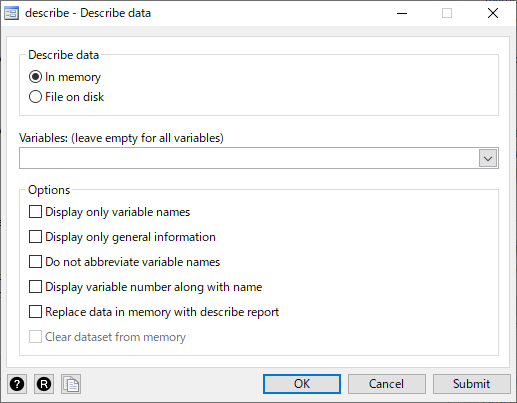 describe - Describe data
Describe data
In memory
File on disk
Variables: (leave empty for all variables)
Options
Display only variable names
Display only general information
Do not abbreviate variable names
Display variable number along with name
Replace data in memory with describe report
Clear dataset from memory
? R OK Cancel Submit